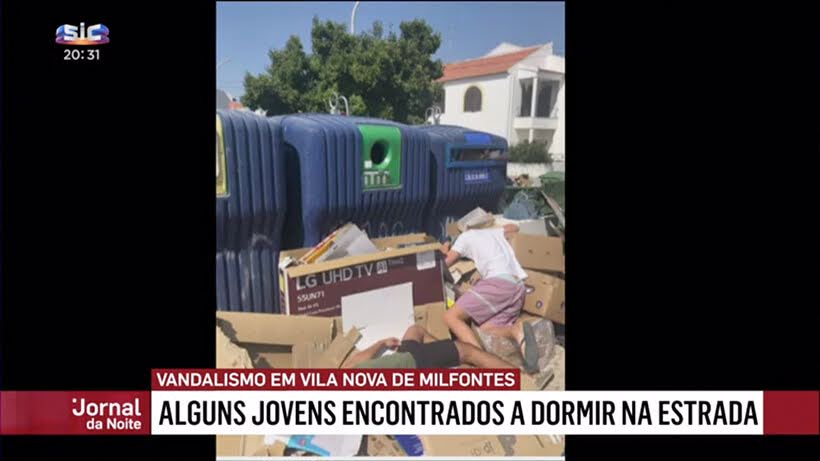 SIC
20:31
LG UHD TV AI
55UN71
VANDALISMO EM VILA NOVA DE MILFONTES
Jornal
da Noite
ALGUNS JOVENS ENCONTRADOS A DORMIR NA ESTRADA